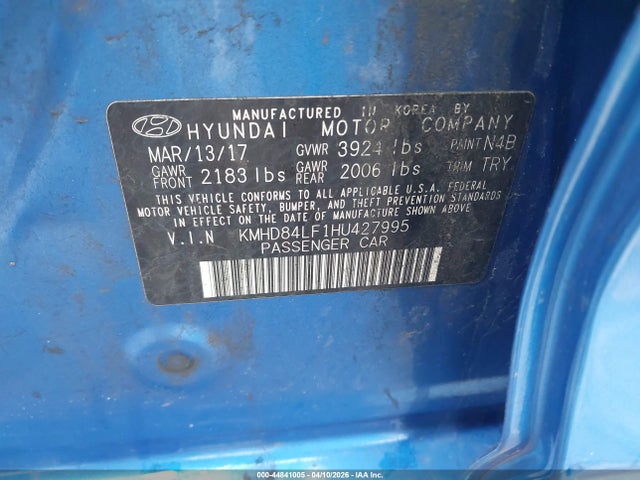 MANUFACTURED IN KOREA BY
HYUNDAI MOTOR COMPANY
MAR/13/17 GVWR 3924 lbs PAINT N4B
GAWR FRONT 2183 lbs GAWR REAR 2006 lbs TRIM TRY
THIS VEHICLE CONFORMS TO ALL APPLICABLE U.S.A. FEDERAL
MOTOR VEHICLE SAFETY, BUMPER, AND THEFT PREVENTION STANDARDS
IN EFFECT ON THE DATE OF MANUFACTURE SHOWN ABOVE.
V.I.N KMHD84LF1HU427995
PASSENGER CAR
000-44841005 - 04/10/2026 - IAAI.COM